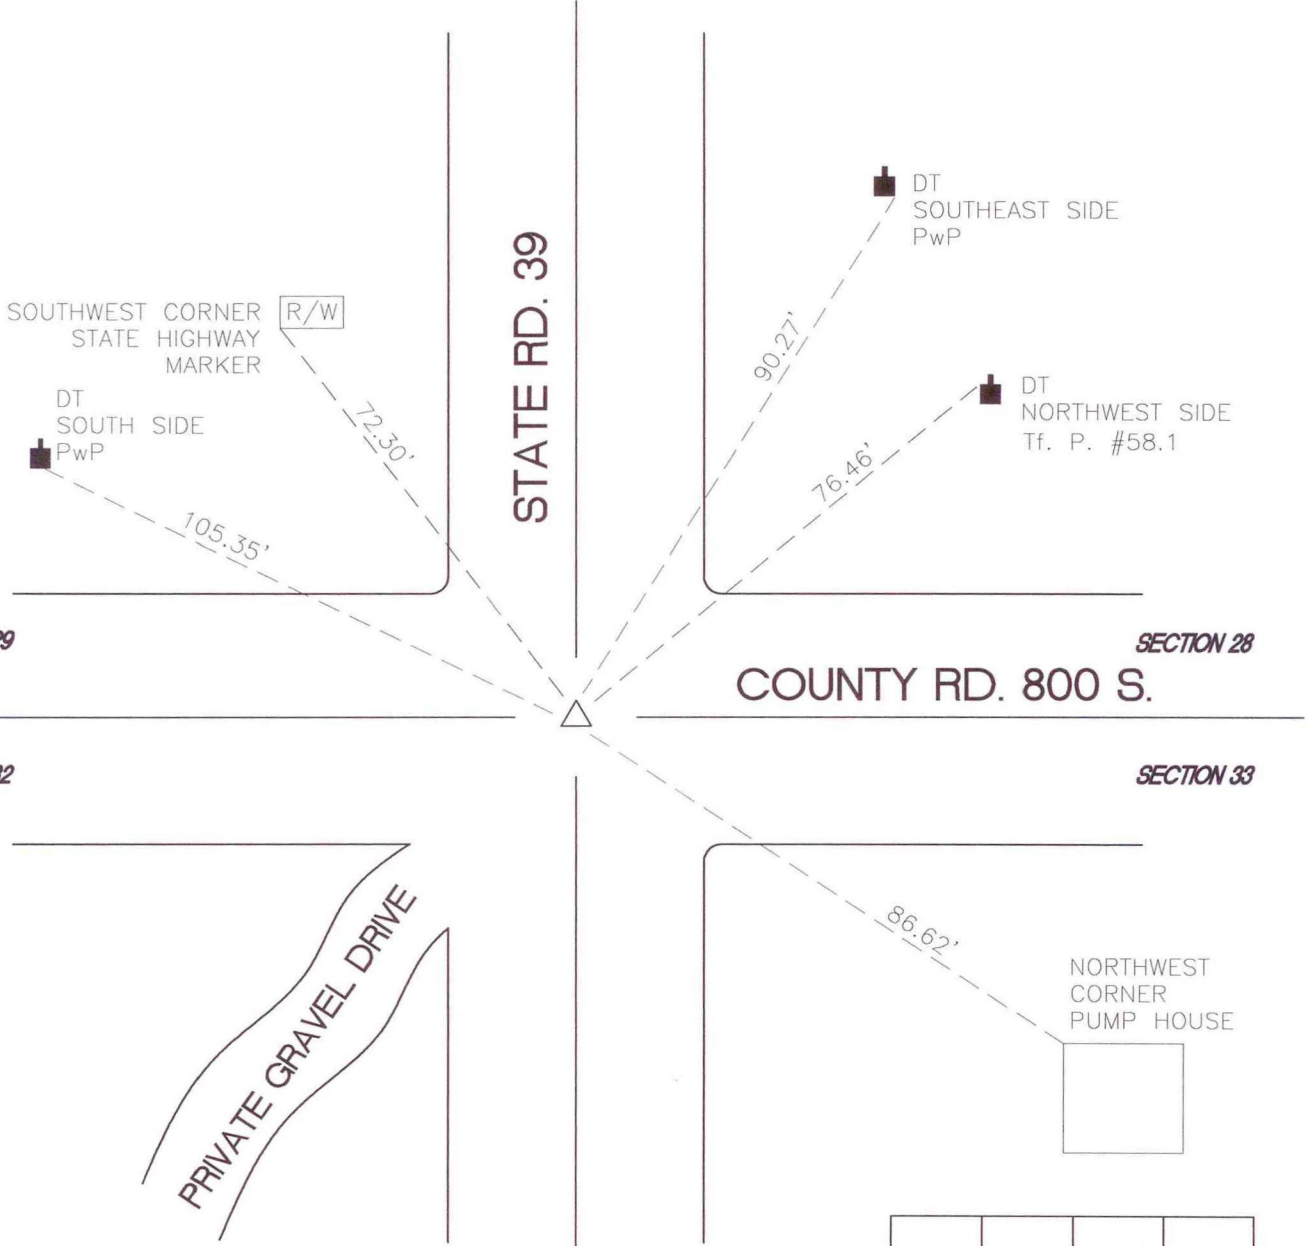 DT
SOUTHEAST SIDE
PwP
STATE RD. 39
SOUTHWEST CORNER
STATE HIGHWAY
MARKER
R/W
90.27'
DT
NORTHWEST SIDE
Tf. P. #58.1
DT
SOUTH SIDE
PwP
72.30'
76.46'
105.35'
SECTION 28
COUNTY RD. 800 S.
SECTION 33
PRIVATE GRAVEL DRIVE
86.62'
NORTHWEST
CORNER
PUMP HOUSE